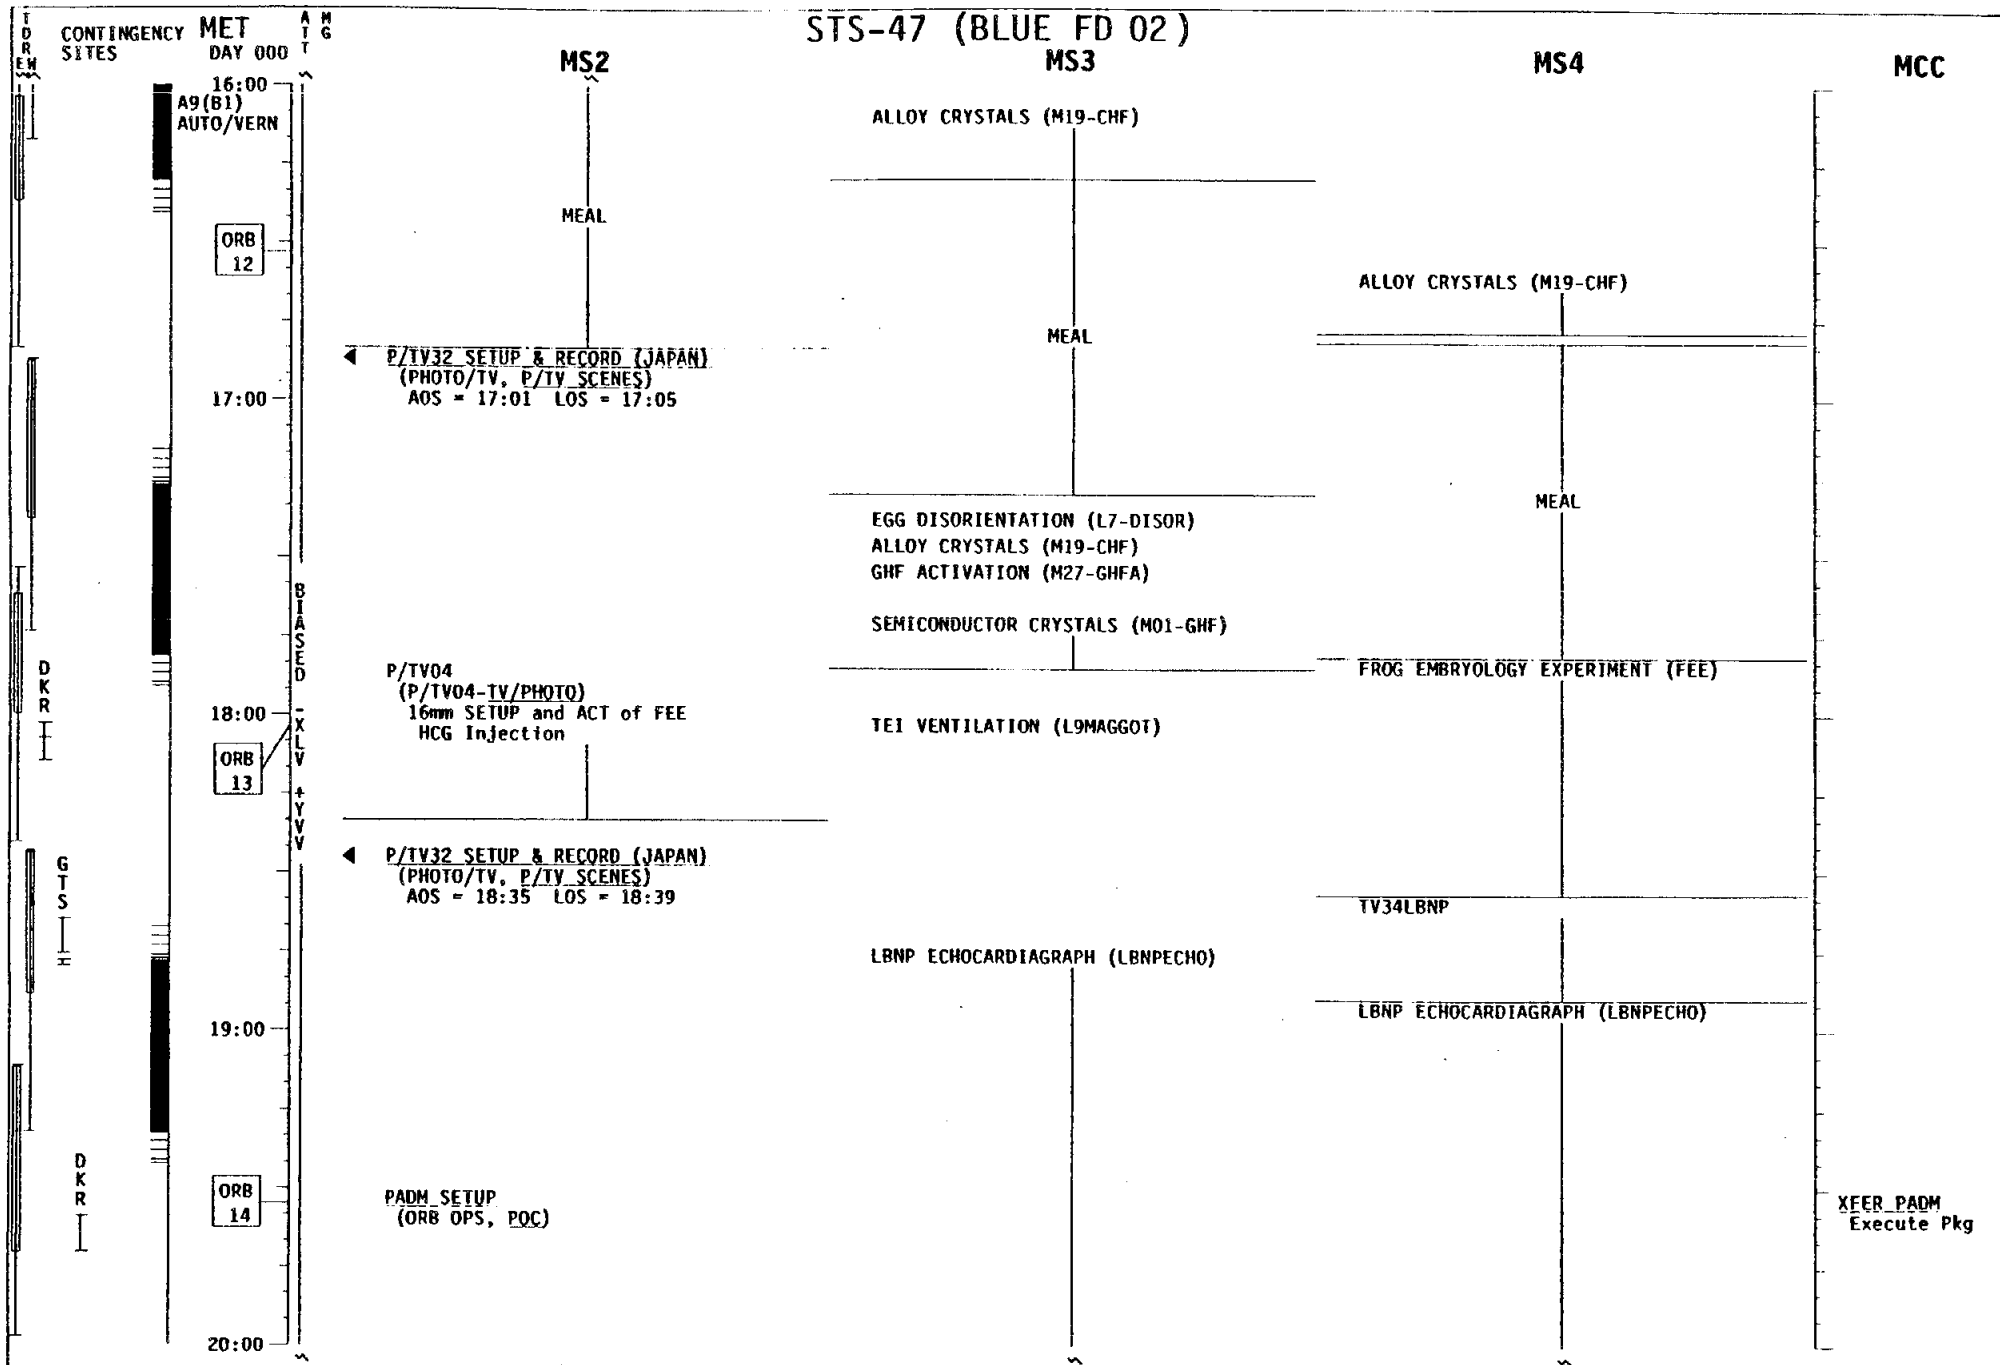 STS-47 (BLUE FD 02)
TDRE W
CONTINGENCY SITES
MET
DAY 000
ATT
MG
MS2
MS3
MS4
MCC
16:00
A9(B1)
AUTO/VERN
ORB
12
17:00
DKR
18:00
ORB
13
GTS
19:00
DKR
ORB
14
20:00
BIASED -XLV +YVV
MEAL
P/TV32 SETUP & RECORD (JAPAN)
(PHOTO/TV, P/TV SCENES)
AOS = 17:01 LOS = 17:05
P/TV04
(P/TV04-TV/PHOTO)
16mm SETUP and ACT of FEE
HCG Injection
P/TV32 SETUP & RECORD (JAPAN)
(PHOTO/TV, P/TV SCENES)
AOS = 18:35 LOS = 18:39
PADM SETUP
(ORB OPS, POC)
ALLOY CRYSTALS (M19-CHF)
MEAL
EGG DISORIENTATION (L7-DISOR)
ALLOY CRYSTALS (M19-CHF)
GHF ACTIVATION (M27-GHFA)
SEMICONDUCTOR CRYSTALS (M01-GHF)
TEI VENTILATION (L9MAGGOT)
LBNP ECHOCARDIAGRAPH (LBNPECHO)
ALLOY CRYSTALS (M19-CHF)
MEAL
FROG EMBRYOLOGY EXPERIMENT (FEE)
TV34LBNP
LBNP ECHOCARDIAGRAPH (LBNPECHO)
XFER PADM
Execute Pkg